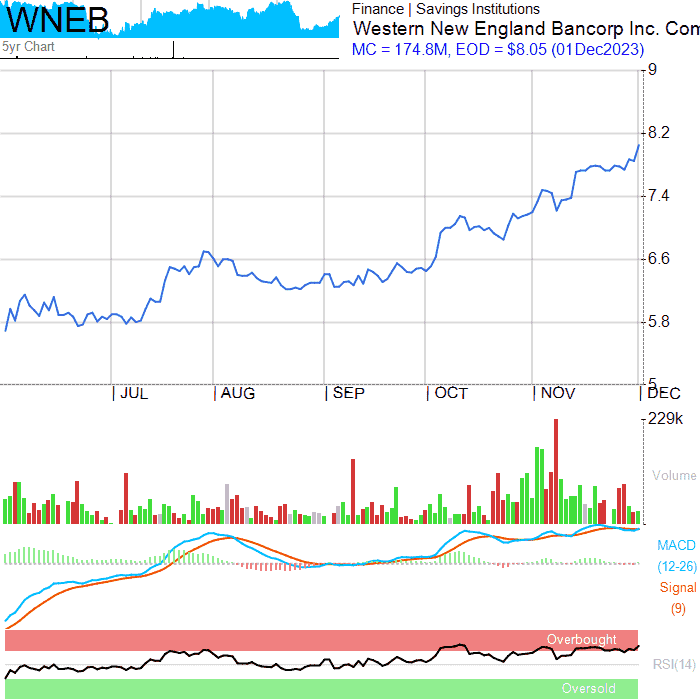 WNEB
5yr Chart
Finance | Savings Institutions
Western New England Bancorp Inc. Com
MC = 174.8M, EOD = $8.05 (01Dec2023)
9
8.2
7.4
6.6
5.8
5
JUL
AUG
SEP
OCT
NOV
DEC
229k
Volume
MACD
(12-26)
Signal
(9)
Overbought
RSI(14)
Oversold